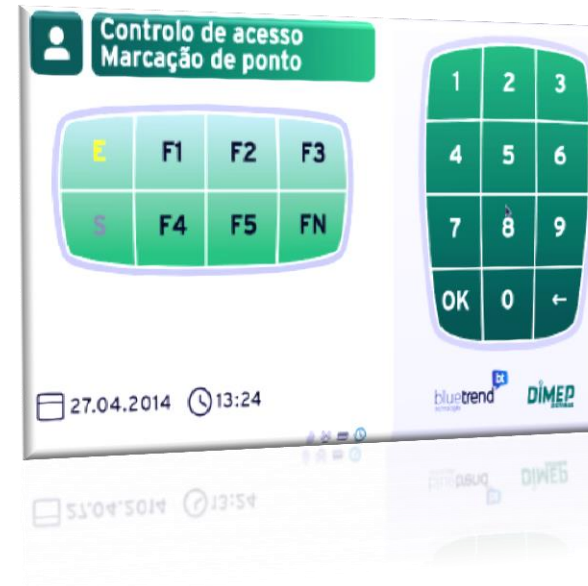 Controlo de acesso
Marcação de ponto
E F1 F2 F3
S F4 F5 FN
1 2 3
4 5 6
7 8 9
OK 0 ←
27.04.2014 13:24
bluetrend bt
DIMEP